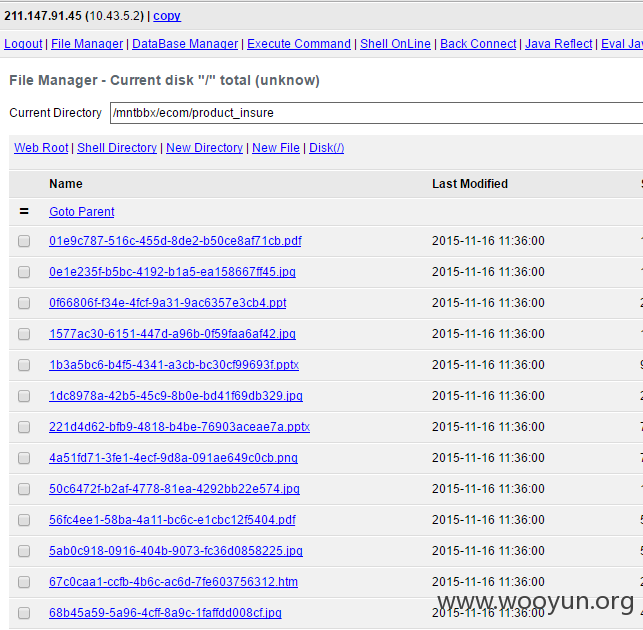 211.147.91.45 (10.43.5.2) | copy
Logout | File Manager | DataBase Manager | Execute Command | Shell OnLine | Back Connect | Java Reflect | Eval Jav
File Manager - Current disk "/" total (unknow)
Current Directory /mntbbx/ecom/product_insure
Web Root | Shell Directory | New Directory | New File | Disk(/)
Name Last Modified
= Goto Parent
01e9c787-516c-455d-8de2-b50ce8af71cb.pdf 2015-11-16 11:36:00
0e1e235f-b5bc-4192-b1a5-ea158667ff45.jpg 2015-11-16 11:36:00
0f66806f-f34e-4fcf-9a31-9ac6357e3cb4.ppt 2015-11-16 11:36:00
1577ac30-6151-447d-a96b-0f59faa6af42.jpg 2015-11-16 11:36:00
1b3a5bc6-b4f5-4341-a3cb-bc30cf99693f.pptx 2015-11-16 11:36:00
1dc8978a-42b5-45c9-8b0e-bd41f69db329.jpg 2015-11-16 11:36:00
221d4d62-bfb9-4818-b4be-76903aceae7a.pptx 2015-11-16 11:36:00
4a51fd71-3fe1-4ecf-9d8a-091ae649c0cb.png 2015-11-16 11:36:00
50c6472f-b2af-4778-81ea-4292bb22e574.jpg 2015-11-16 11:36:00
56fc4ee1-58ba-4a11-bc6c-e1cbc12f5404.pdf 2015-11-16 11:36:00
5ab0c918-0916-404b-9073-fc36d0858225.jpg 2015-11-16 11:36:00
67c0caa1-ccfb-4b6c-ac6d-7fe603756312.htm 2015-11-16 11:36:00
68b45a59-5a96-4cff-8a9c-1faffdd008cf.jpg 2015-11-16 11:36:00
www.wooyun.org